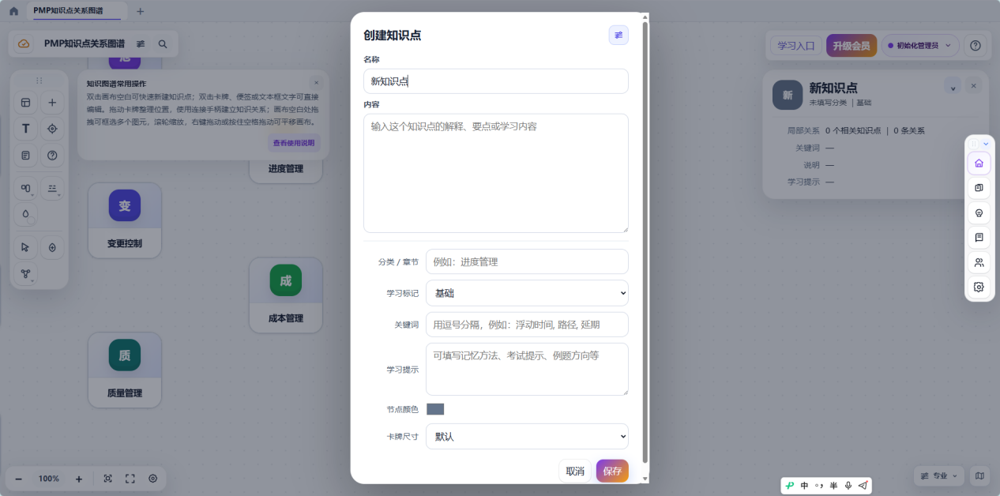 PMP知识点关系图谱
PMP知识点关系图谱
学习入口
升级会员
初始化管理员
知识图谱常用操作
双击画布空白可快速新建知识点；双击卡牌、便签或文本框文字可直接
编辑。拖动卡牌整理位置，使用连接手柄建立知识关系；画布空白处拖
拽可框选多个图元，滚轮缩放，右键拖动或按住空格拖动可平移画布。
查看使用说明
进度管理
变
变更控制
成
成本管理
质
质量管理
100%
创建知识点
名称
新知识点
内容
输入这个知识点的解释、要点或学习内容
分类 / 章节
例如：进度管理
学习标记
基础
关键词
用逗号分隔，例如：浮动时间, 路径, 延期
学习提示
可填写记忆方法、考试提示、例题方向等
节点颜色
卡牌尺寸
默认
取消
保存
新
新知识点
未填写分类 | 基础
局部关系 0 个相关知识点 | 0 条关系
关键词 —
说明 —
学习提示 —
中 半
专业